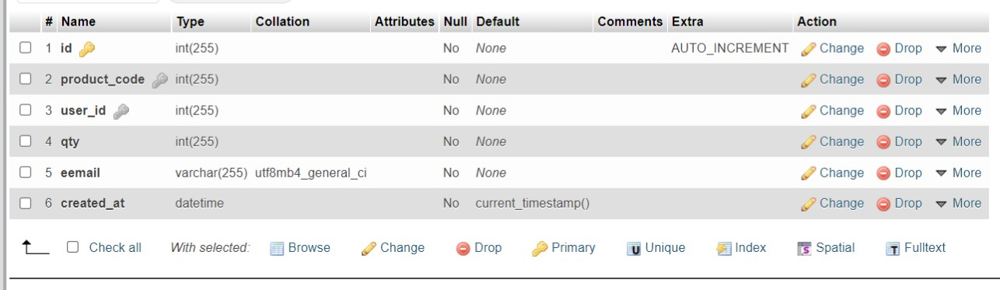 # Name Type Collation Attributes Null Default Comments Extra Action
1 id int(255) No None AUTO_INCREMENT Change Drop More
2 product_code int(255) No None Change Drop More
3 user_id int(255) No None Change Drop More
4 qty int(255) No None Change Drop More
5 eemail varchar(255) utf8mb4_general_ci No None Change Drop More
6 created_at datetime No current_timestamp() Change Drop More
Check all With selected: Browse Change Drop Primary U Unique Index S Spatial T Fulltext